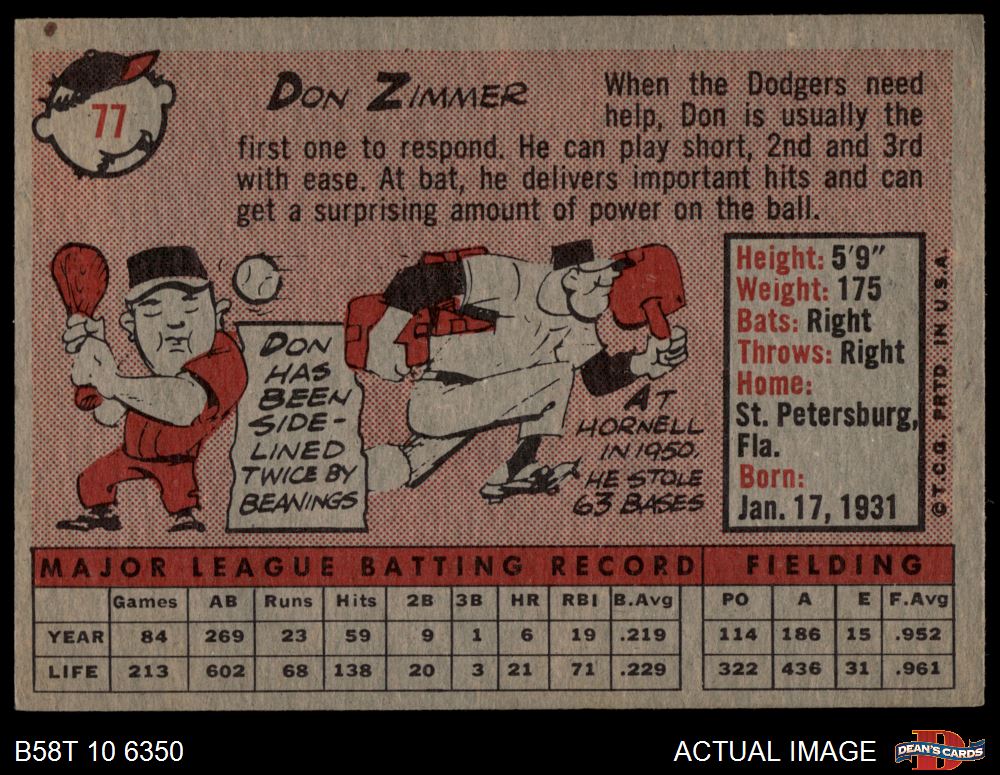 77
DON ZIMMER
When the Dodgers need
help, Don is usually the
first one to respond. He can play short, 2nd and 3rd
with ease. At bat, he delivers important hits and can
get a surprising amount of power on the ball.
DON
HAS
BEEN
SIDE-
LINED
TWICE BY
BEANINGS
AT
HORNELL
IN 1950
HE STOLE
63 BASES
Height: 5'9"
Weight: 175
Bats: Right
Throws: Right
Home:
St. Petersburg,
Fla.
Born:
Jan. 17, 1931
© T.C.G. PRTD. IN U.S.A.
MAJOR LEAGUE BATTING RECORD FIELDING
Games AB Runs Hits 2B 3B HR RBI B.Avg PO A E F.Avg
YEAR 84 269 23 59 9 1 6 19 .219 114 186 15 .952
LIFE 213 602 68 138 20 3 21 71 .229 322 436 31 .961
B58T 10 6350 ACTUAL IMAGE DEAN'S CARDS